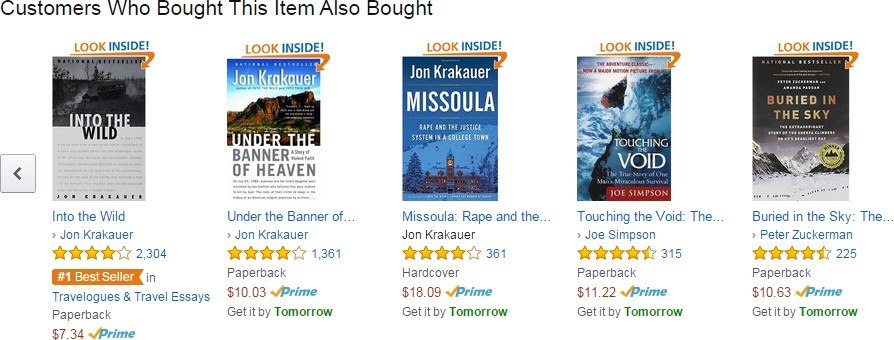 Customers Who Bought This Item Also Bought
LOOK INSIDE!
NATIONAL BESTSELLER
INTO THE
WILD
JON KRAKAUER
Into the Wild
› Jon Krakauer
2,304
#1 Best Seller in
Travelogues & Travel Essays
Paperback
$7.34 Prime
LOOK INSIDE!
NATIONAL BESTSELLER
Jon Krakauer
UNDER THE
BANNER
A Story of
Violent Faith
OF HEAVEN
Under the Banner of...
› Jon Krakauer
1,361
Paperback
$10.03 Prime
Get it by Tomorrow
LOOK INSIDE!
Jon Krakauer
MISSOULA
RAPE AND THE JUSTICE
SYSTEM IN A COLLEGE TOWN
Missoula: Rape and the...
Jon Krakauer
361
Hardcover
$18.09 Prime
Get it by Tomorrow
LOOK INSIDE!
THE ADVENTURE CLASSIC—
NOW A MAJOR MOTION PICTURE FROM
TOUCHING
THE
VOID
The True Story of One
Man's Miraculous Survival
JOE SIMPSON
Touching the Void: The...
› Joe Simpson
315
Paperback
$11.22 Prime
Get it by Tomorrow
LOOK INSIDE!
NATIONAL BESTSELLER
PETER ZUCKERMAN AND
AMANDA PADOAN
BURIED IN
THE SKY
THE EXTRAORDINARY
STORY OF THE SHERPA CLIMBERS
ON K2'S DEADLIEST DAY
Buried in the Sky: The...
› Peter Zuckerman
225
Paperback
$10.63 Prime
Get it by Tomorrow